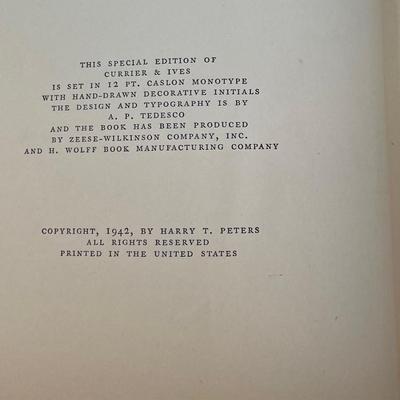 THIS SPECIAL EDITION OF
CURRIER & IVES
IS SET IN 12 PT. CASLON MONOTYPE
WITH HAND-DRAWN DECORATIVE INITIALS
THE DESIGN AND TYPOGRAPHY IS BY
A. P. TEDESCO
AND THE BOOK HAS BEEN PRODUCED
BY ZEESE-WILKINSON COMPANY, INC.
AND H. WOLFF BOOK MANUFACTURING COMPANY
COPYRIGHT, 1942, BY HARRY T. PETERS
ALL RIGHTS RESERVED
PRINTED IN THE UNITED STATES